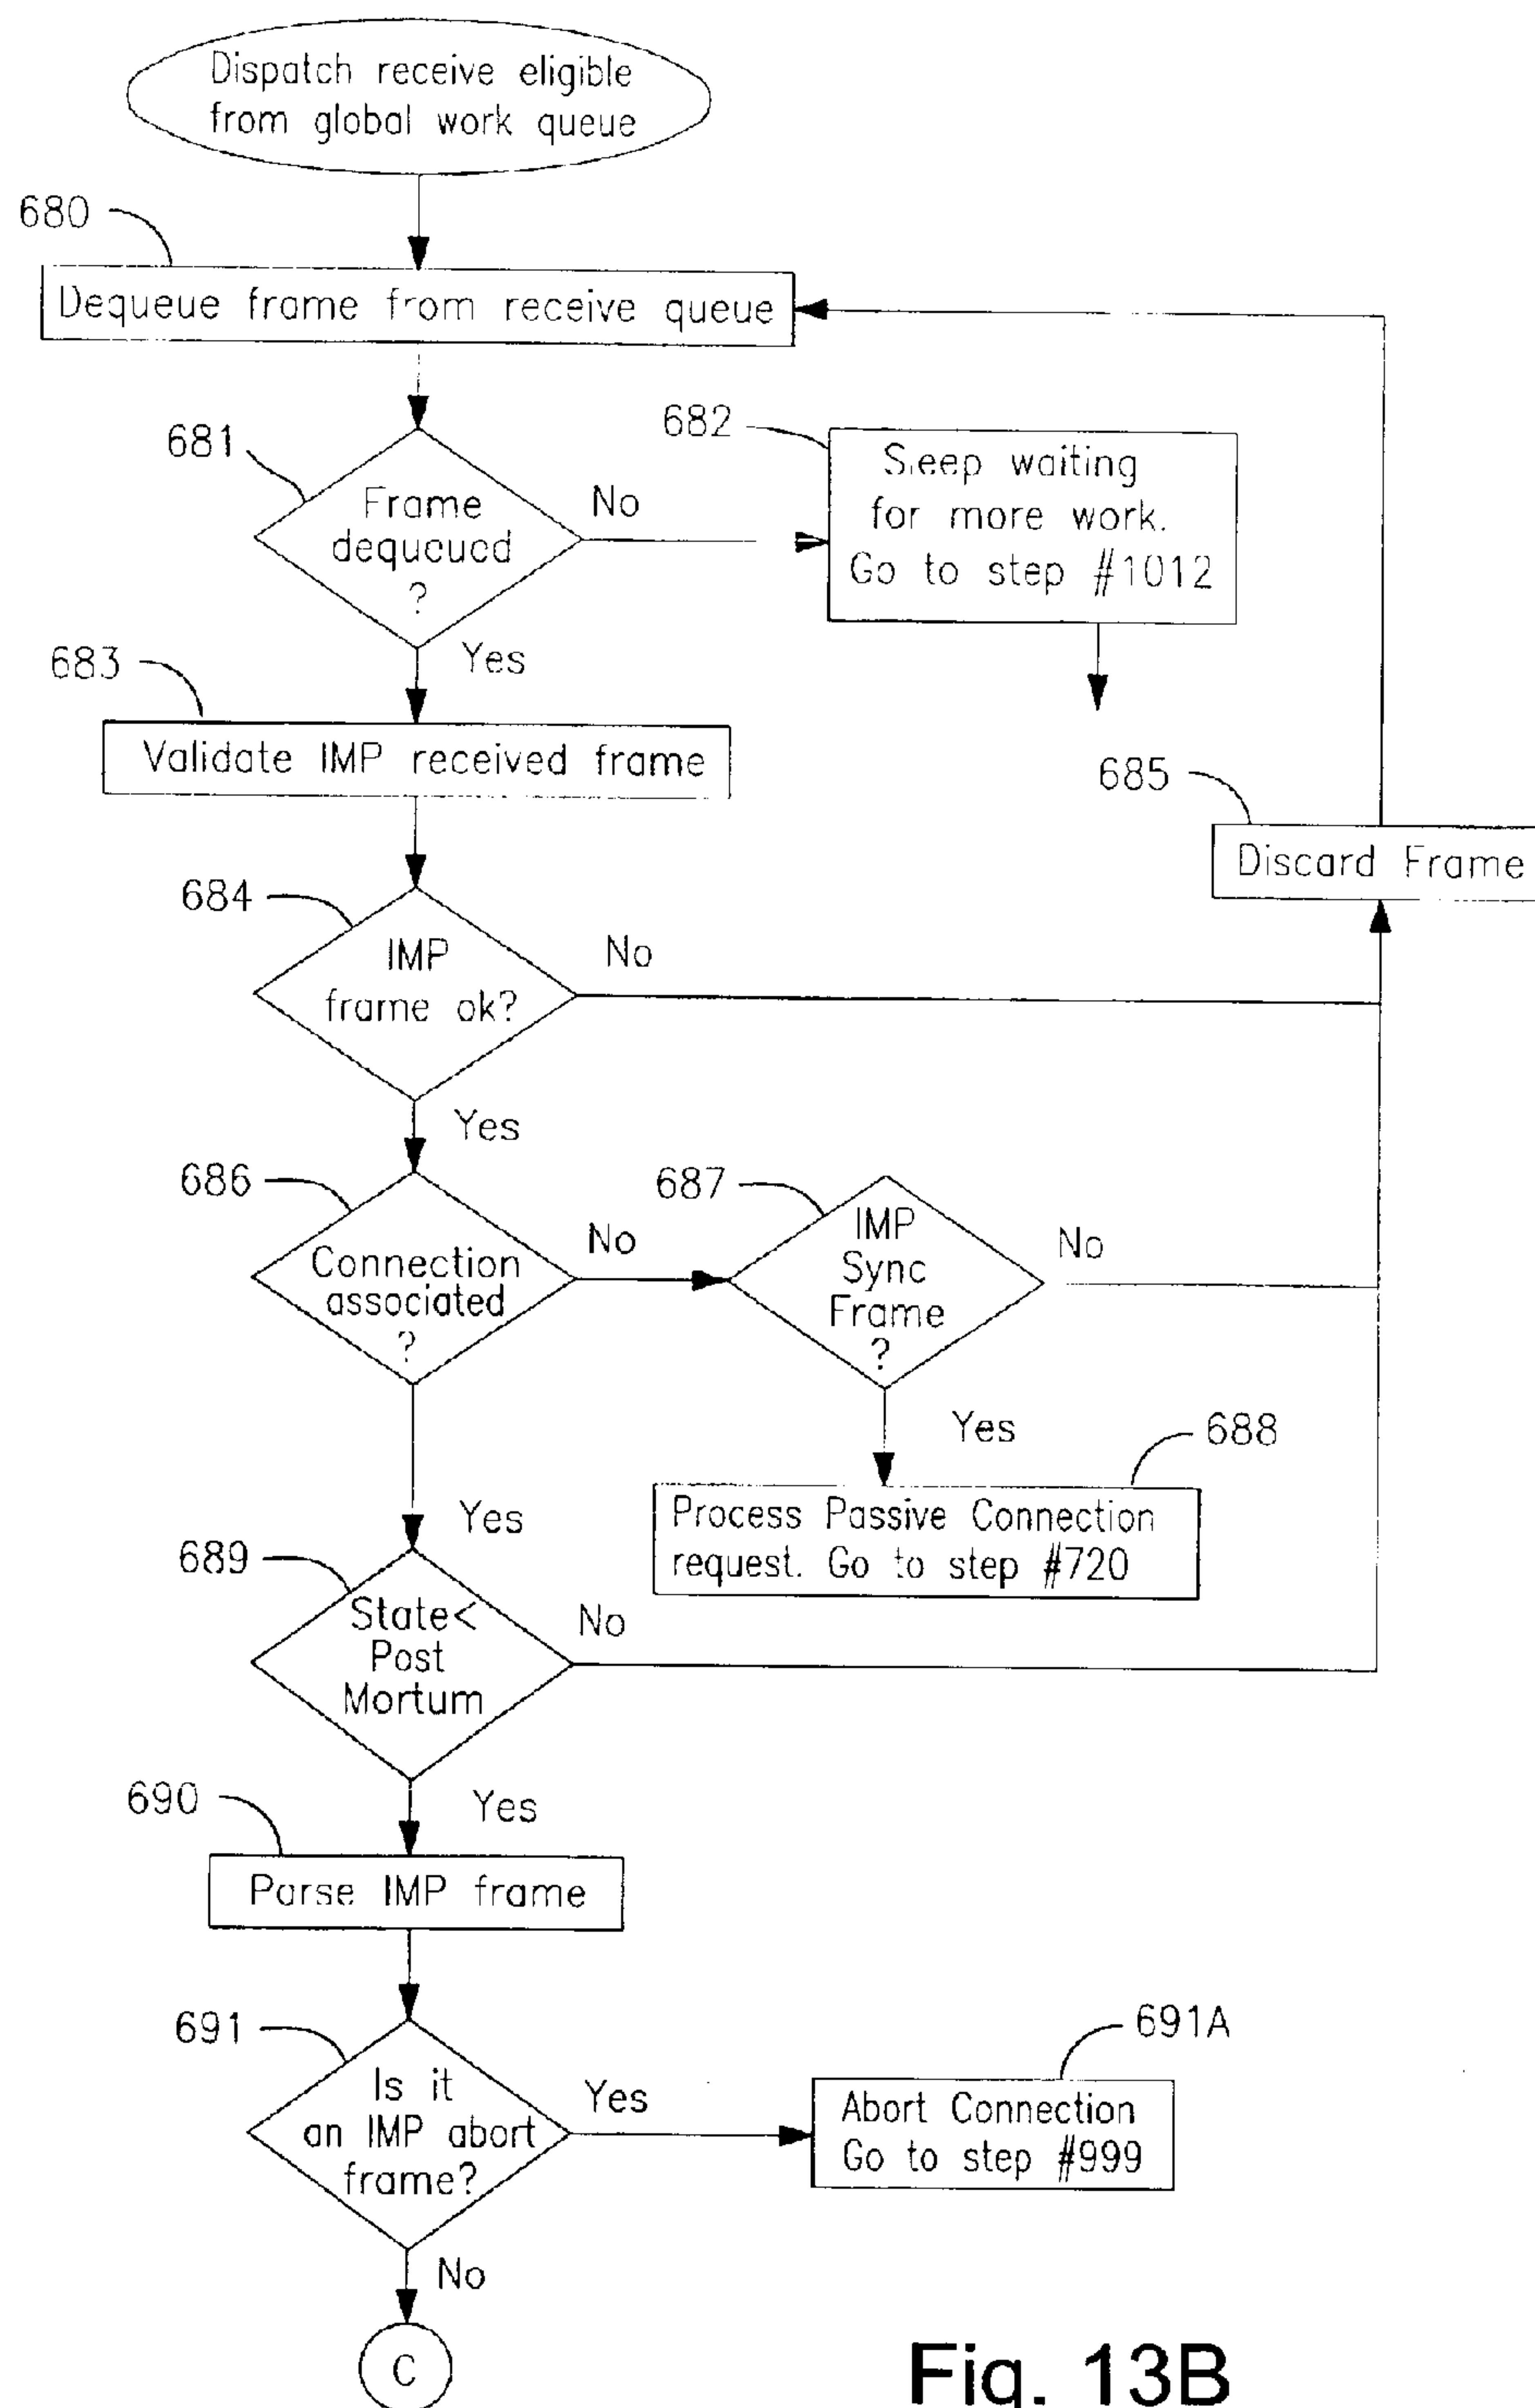 Dispatch receive eligible
from global work queue
680
Dequeue frame from receive queue
681
Frame
dequeued
?
No
682
Sleep waiting
for more work.
Go to step #1012
Yes
683
Validate IMP received frame
685
Discard Frame
684
IMP
frame ok?
No
Yes
686
Connection
associated
?
No
687
IMP
Sync
Frame
?
No
Yes
688
Process Passive Connection
request. Go to step #720
Yes
689
State<
Post
Mortum
No
690
Yes
Parse IMP frame
691
Is it
an IMP abort
frame?
Yes
691A
Abort Connection
Go to step #999
No
C
Fig. 13B